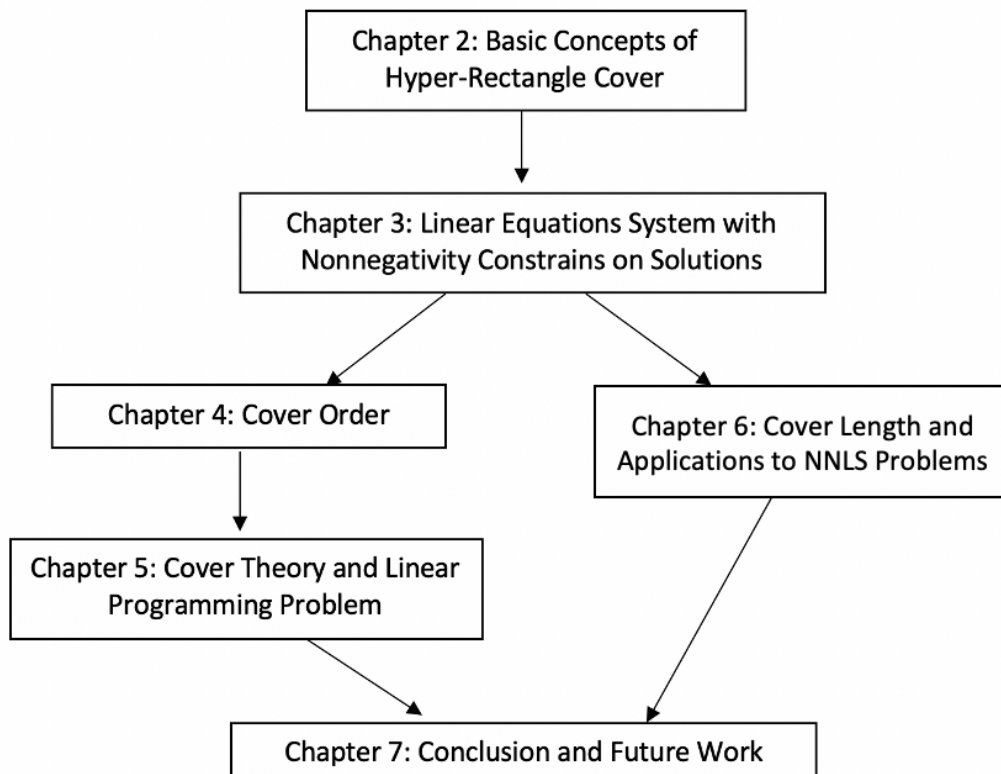 Chapter 2: Basic Concepts of
Hyper-Rectangle Cover
Chapter 3: Linear Equations System with
Nonnegativity Constrains on Solutions
Chapter 4: Cover Order
Chapter 6: Cover Length and
Applications to NNLS Problems
Chapter 5: Cover Theory and Linear
Programming Problem
Chapter 7: Conclusion and Future Work